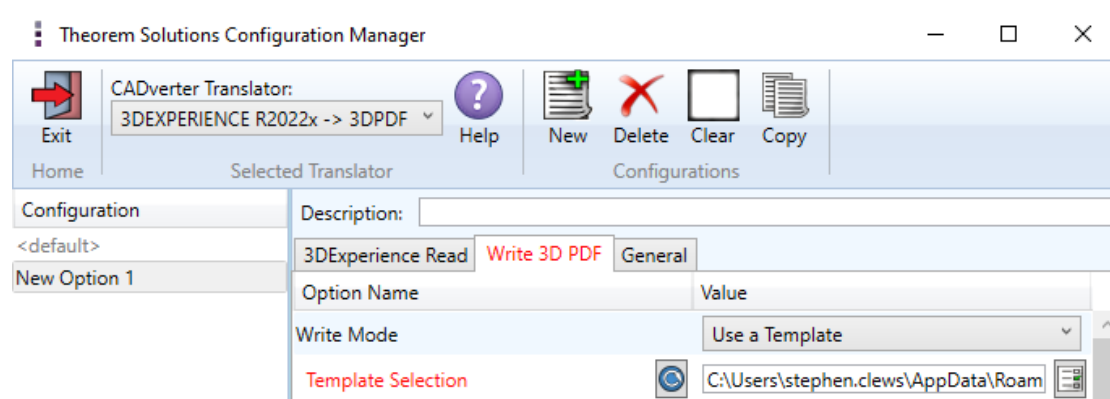 Theorem Solutions Configuration Manager
CADverter Translator:
3DEXPERIENCE R2022x -> 3DPDF
Exit
Help
New
Delete
Clear
Copy
Home
Selected Translator
Configurations
Configuration
Description:
<default>
3DExperience Read
Write 3D PDF
General
New Option 1
Option Name
Value
Write Mode
Use a Template
Template Selection
C:\Users\stephen.clews\AppData\Roam